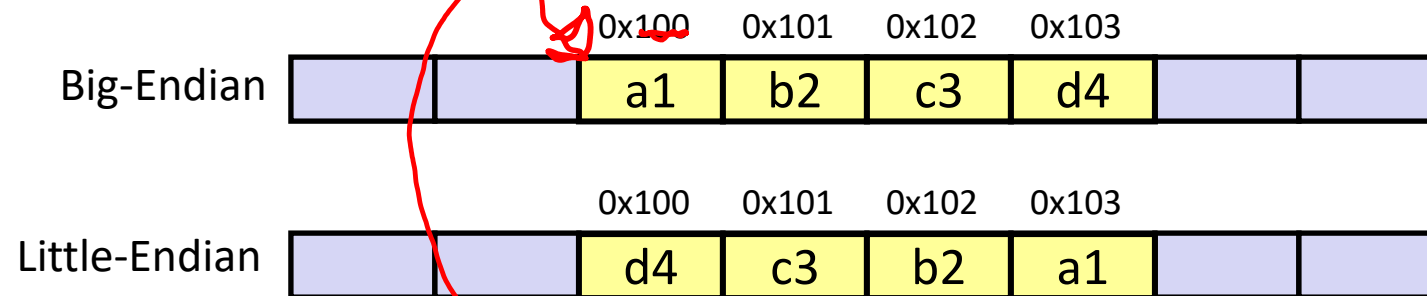 0x100 0x101 0x102 0x103
Big-Endian a1 b2 c3 d4
0x100 0x101 0x102 0x103
Little-Endian d4 c3 b2 a1